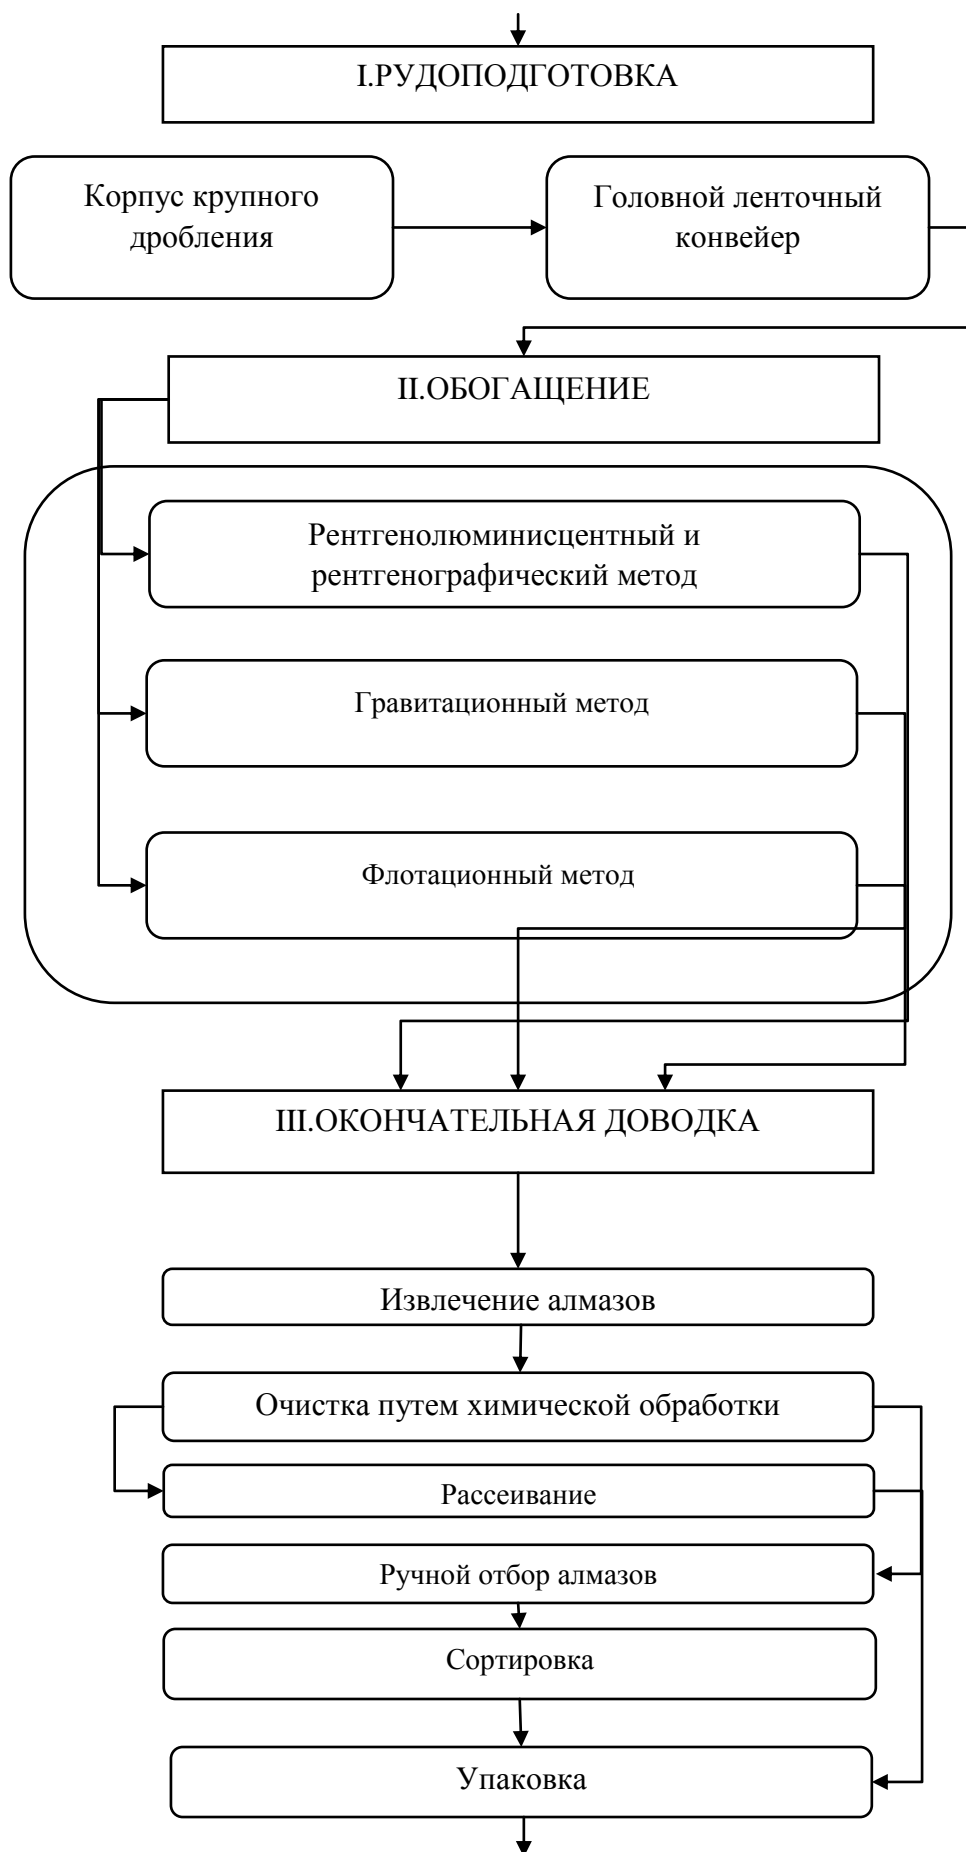 I.РУДОПОДГОТОВКА
Корпус крупного
дробления
Головной ленточный
конвейер
II.ОБОГАЩЕНИЕ
Рентгенолюминисцентный и
рентгенографический метод
Гравитационный метод
Флотационный метод
III.ОКОНЧАТЕЛЬНАЯ ДОВОДКА
Извлечение алмазов
Очистка путем химической обработки
Рассеивание
Ручной отбор алмазов
Сортировка
Упаковка